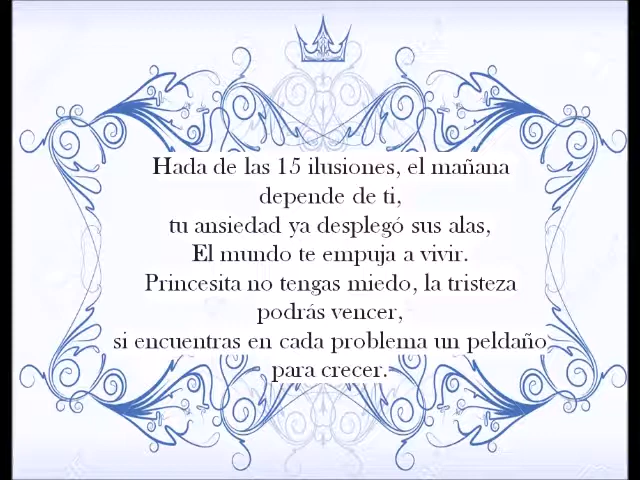 Hada de las 15 ilusiones, el mañana
depende de ti,
tu ansiedad ya desplegó sus alas,
El mundo te empuja a vivir.
Princesita no tengas miedo, la tristeza
podrás vencer,
si encuentras en cada problema un peldaño
para crecer.